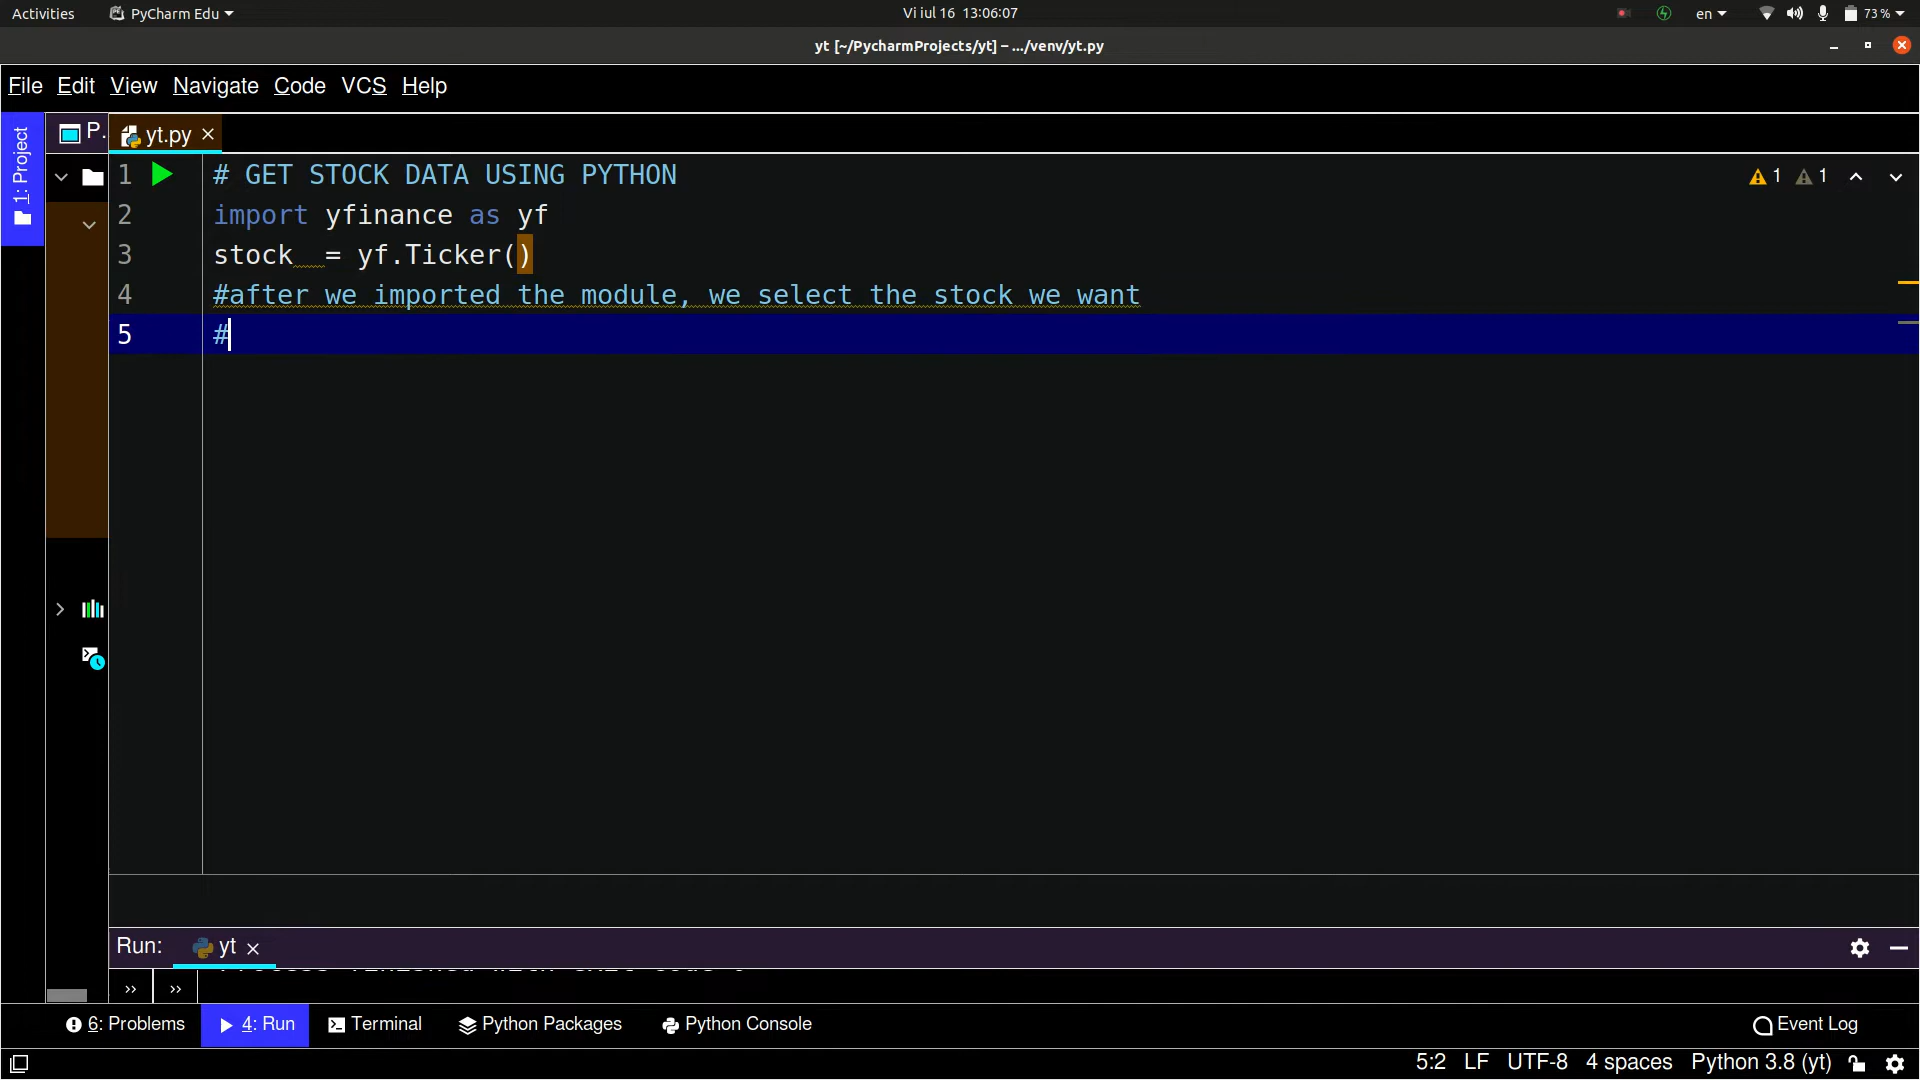 Activities PyCharm Edu Vi iul 16 13:06:07 en 73 %
yt [~/PycharmProjects/yt] – .../venv/yt.py
File Edit View Navigate Code VCS Help
1: Project P. yt.py
1 # GET STOCK DATA USING PYTHON 1 1
2 import yfinance as yf
3 stock  = yf.Ticker()
4 #after we imported the module, we select the stock we want
5 #
Run: yt
6: Problems 4: Run Terminal Python Packages Python Console Event Log
5:2 LF UTF-8 4 spaces Python 3.8 (yt)